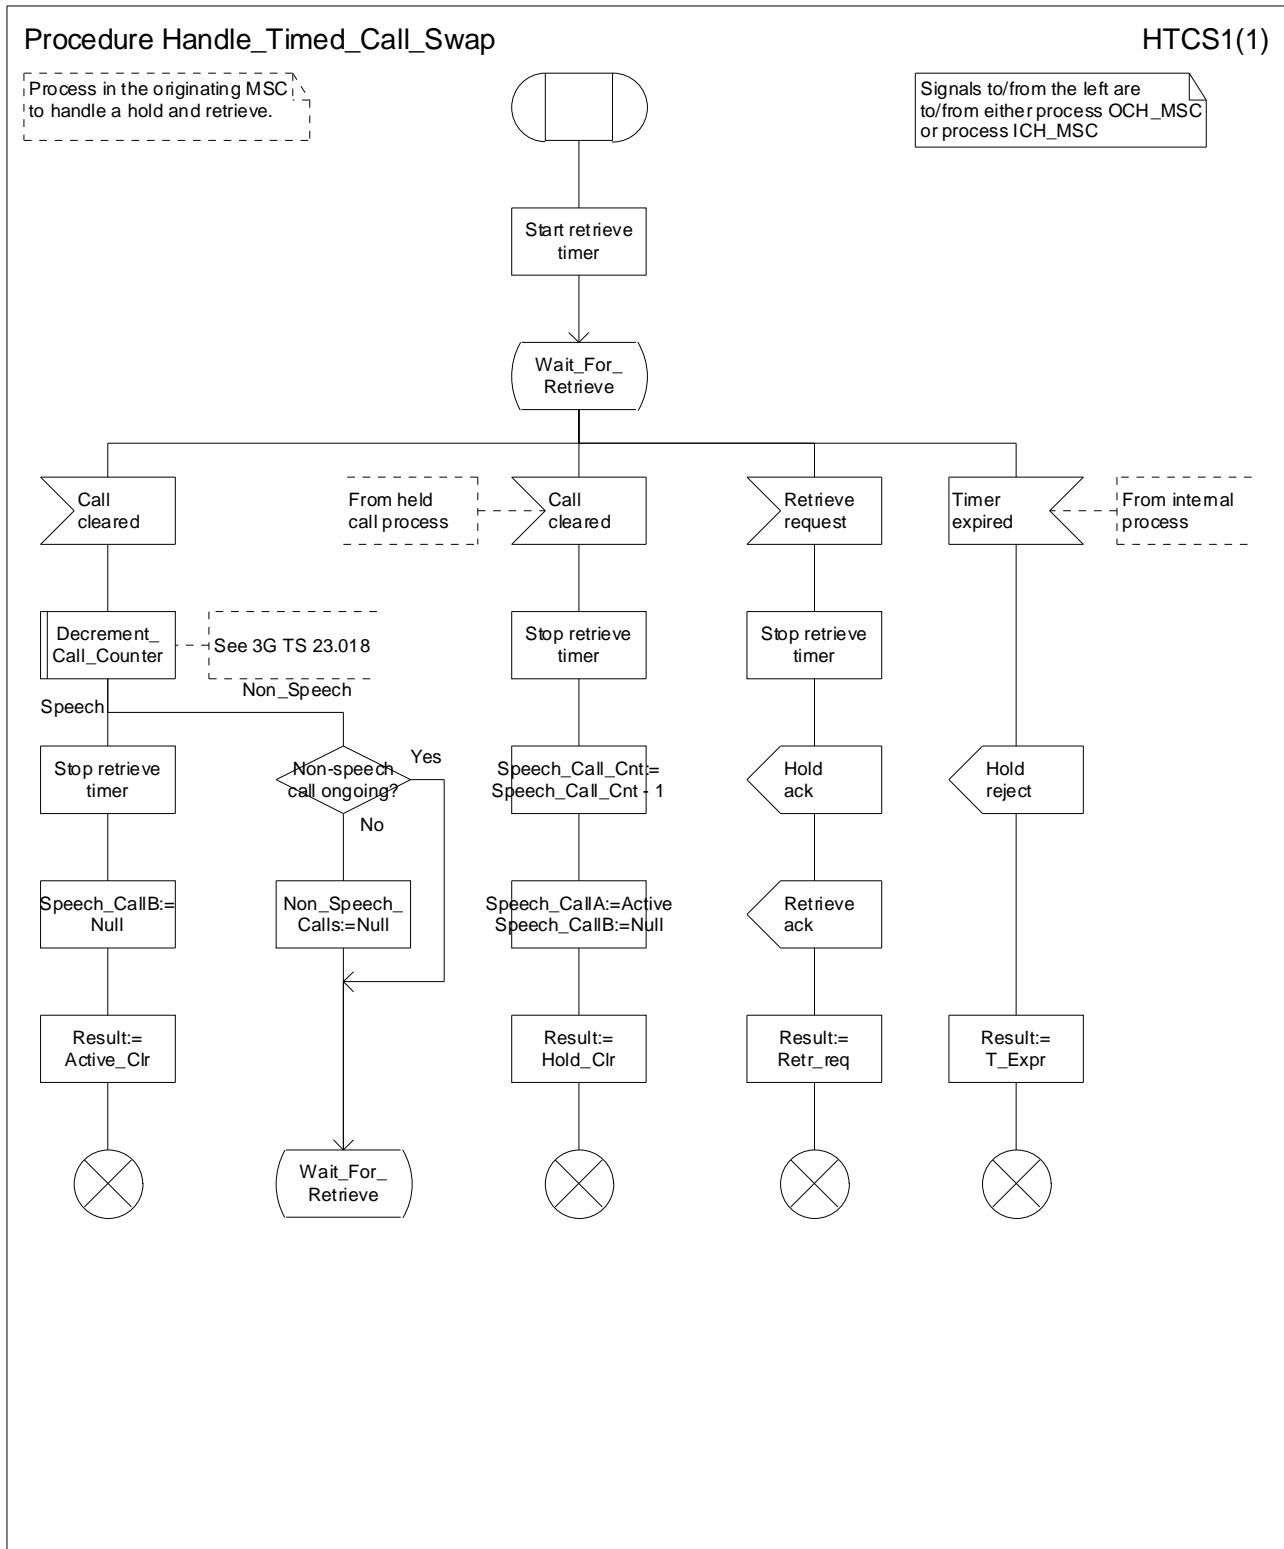 Procedure Handle_Timed_Call_Swap
HTCS1(1)
Process in the originating MSC
to handle a hold and retrieve.
Signals to/from the left are
to/from either process OCH_MSC
or process ICH_MSC
Start retrieve
timer
Wait_For_
Retrieve
Call
cleared
From held
call process
Call
cleared
Retrieve
request
Timer
expired
From internal
process
Decrement_
Call_Counter
See 3G TS 23.018
Stop retrieve
timer
Stop retrieve
timer
Speech
Non_Speech
Stop retrieve
timer
Non-speech
call ongoing?
Yes
No
Speech_Call_Cnt:=
Speech_Call_Cnt - 1
Hold
ack
Hold
reject
Speech_CallB:=
Null
Non_Speech_
Calls:=Null
Speech_CallA:=Active
Speech_CallB:=Null
Retrieve
ack
Result:=
Active_Clr
Result:=
Hold_Clr
Result:=
Retr_req
Result:=
T_Expr
Wait_For_
Retrieve